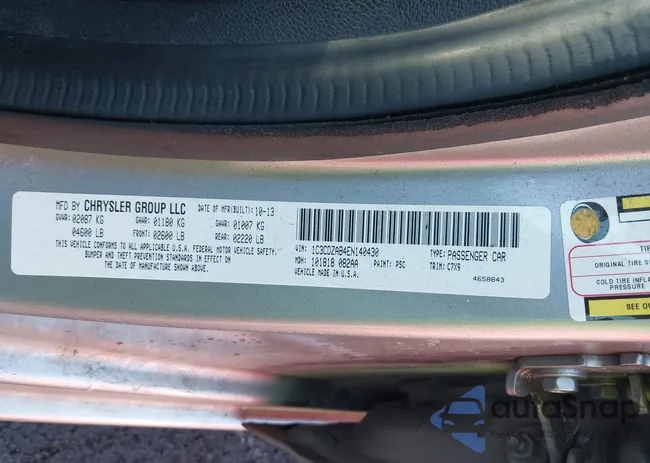 MFD BY CHRYSLER GROUP LLC DATE OF MFR(BUILT): 10-13
GVWR: 02087 KG GAWR: 01180 KG GAWR: 01007 KG
04600 LB FRONT: 02600 LB REAR: 02220 LB
THIS VEHICLE CONFORMS TO ALL APPLICABLE U.S.A. FEDERAL MOTOR VEHICLE SAFETY,
BUMPER AND THEFT PREVENTION STANDARDS IN EFFECT ON
THE DATE OF MANUFACTURE SHOWN ABOVE.
VIN: 1C3CDZAB4EN140430 TYPE: PASSENGER CAR
MDH: 101818 082AA PAINT: PSC TRIM: C7X9
VEHICLE MADE IN U.S.A.
4658843
TIR
ORIGINAL TIRE S
COLD TIRE INFLATI
PRESSURE
SEE OV
autoSnap